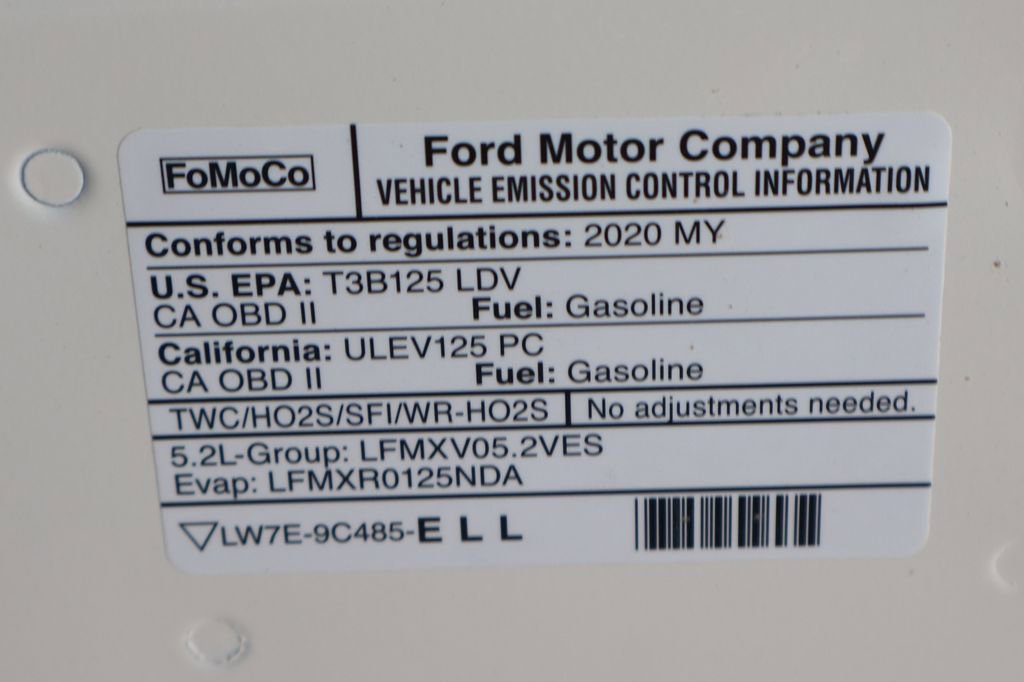 FoMoCo
Ford Motor Company
VEHICLE EMISSION CONTROL INFORMATION
Conforms to regulations: 2020 MY
U.S. EPA: T3B125 LDV
CA OBD II Fuel: Gasoline
California: ULEV125 PC
CA OBD II Fuel: Gasoline
TWC/HO2S/SFI/WR-HO2S No adjustments needed.
5.2L-Group: LFMXV05.2VES
Evap: LFMXR0125NDA
LW7E-9C485-E L L